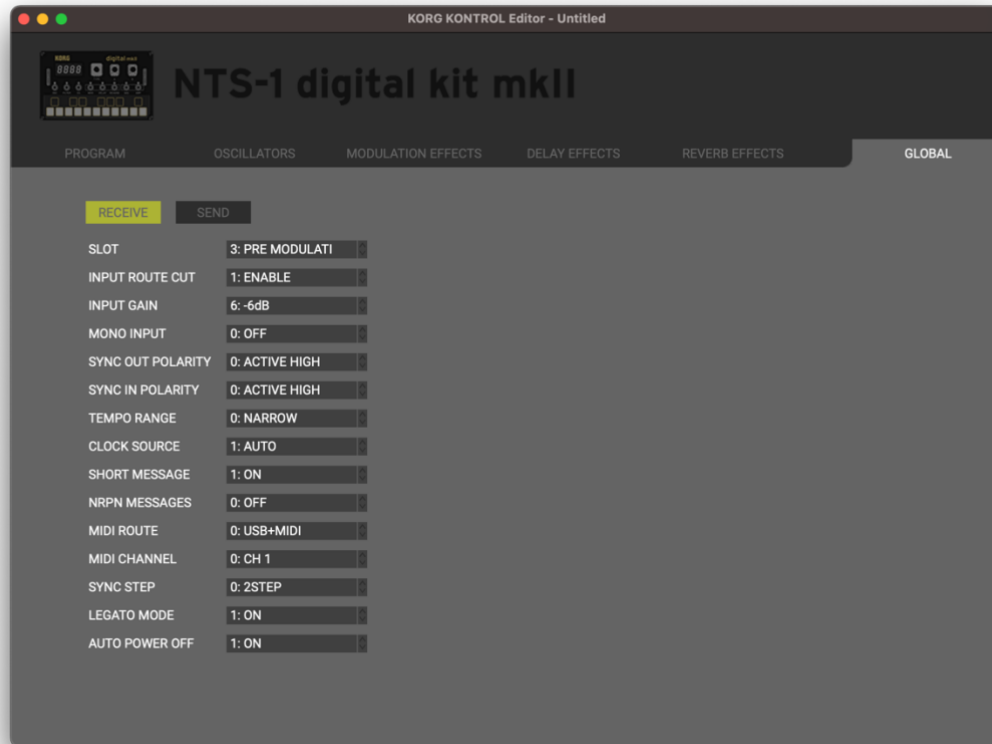 KORG KONTROL Editor - Untitled
KORG digital mkII
NTS-1 digital kit mkII
PROGRAM OSCILLATORS MODULATION EFFECTS DELAY EFFECTS REVERB EFFECTS GLOBAL
RECEIVE SEND
SLOT 3: PRE MODULATI
INPUT ROUTE CUT 1: ENABLE
INPUT GAIN 6: -6dB
MONO INPUT 0: OFF
SYNC OUT POLARITY 0: ACTIVE HIGH
SYNC IN POLARITY 0: ACTIVE HIGH
TEMPO RANGE 0: NARROW
CLOCK SOURCE 1: AUTO
SHORT MESSAGE 1: ON
NRPN MESSAGES 0: OFF
MIDI ROUTE 0: USB+MIDI
MIDI CHANNEL 0: CH 1
SYNC STEP 0: 2STEP
LEGATO MODE 1: ON
AUTO POWER OFF 1: ON